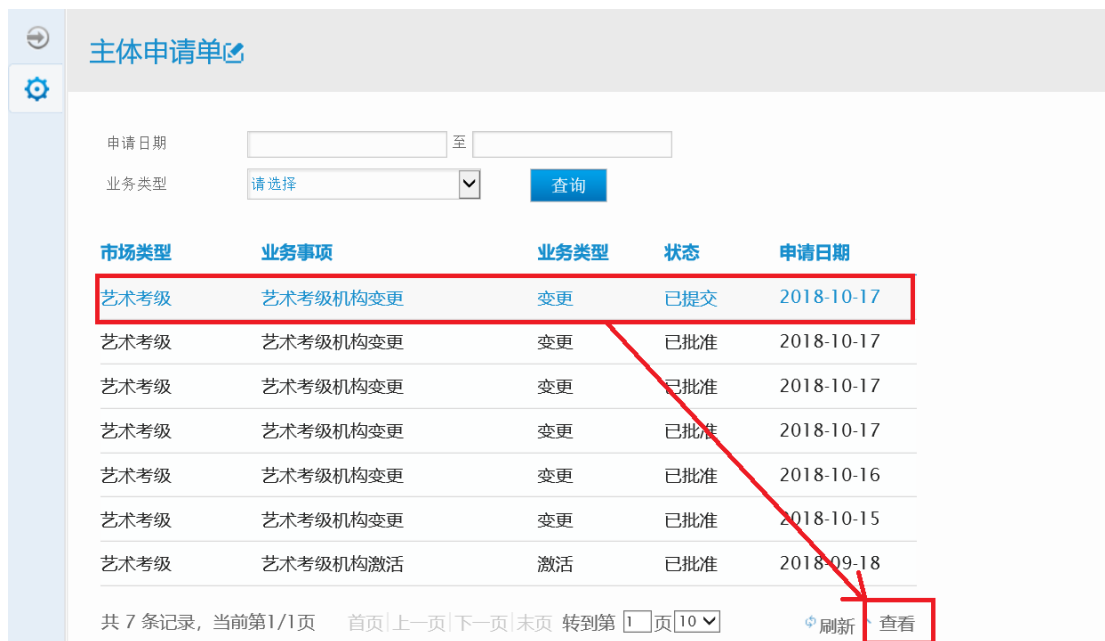 主体申请单
申请日期 至
业务类型 请选择 查询
市场类型 业务事项 业务类型 状态 申请日期
艺术考级 艺术考级机构变更 变更 已提交 2018-10-17
艺术考级 艺术考级机构变更 变更 已批准 2018-10-17
艺术考级 艺术考级机构变更 变更 已批准 2018-10-17
艺术考级 艺术考级机构变更 变更 已批准 2018-10-17
艺术考级 艺术考级机构变更 变更 已批准 2018-10-16
艺术考级 艺术考级机构变更 变更 已批准 2018-10-15
艺术考级 艺术考级机构激活 激活 已批准 2018-09-18
共 7 条记录，当前第1/1页 首页|上一页|下一页|末页 转到第 1 页 10 刷新 查看